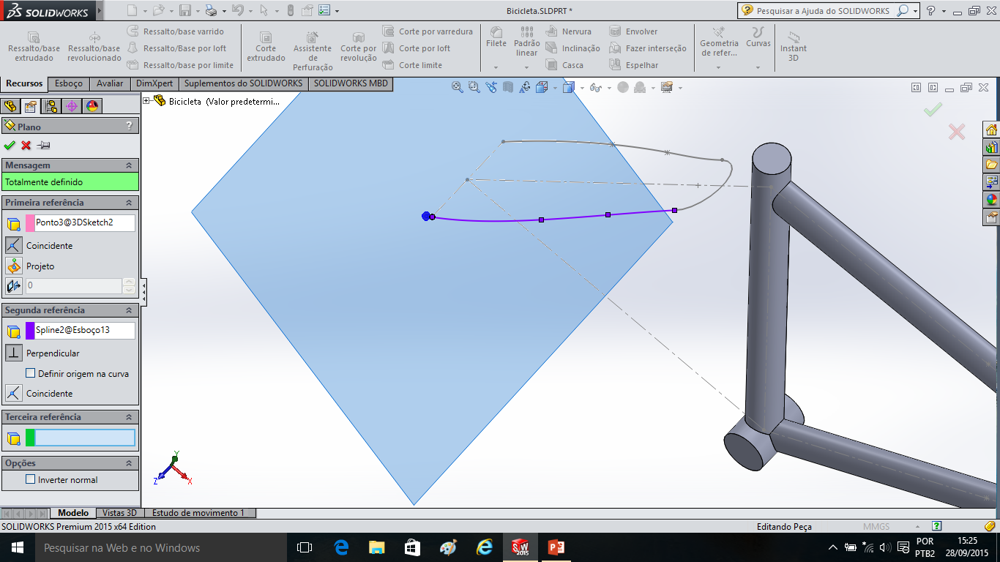 SOLIDWORKS
Bicicleta.SLDPRT *
Pesquisar a Ajuda do SOLIDWORKS
Ressalto/base extrudado
Ressalto/base revolucionado
Ressalto/base varrido
Ressalto/Base por loft
Ressalto/Base por limite
Corte extrudado
Assistente de Perfuração
Corte por revolução
Corte por varredura
Corte por loft
Corte limite
Filete
Padrão linear
Nervura
Inclinação
Casca
Envolver
Fazer interseção
Espelhar
Geometria de refer...
Curvas
Instant 3D
Recursos
Esboço
Avaliar
DimXpert
Suplementos do SOLIDWORKS
SOLIDWORKS MBD
Bicicleta (Valor predetermi...
Plano
?
Mensagem
Totalmente definido
Primeira referência
Ponto3@3DSketch2
Coincidente
Projeto
0
Segunda referência
Spline2@Esboço13
Perpendicular
Definir origem na curva
Coincidente
Terceira referência
Opções
Inverter normal
Y
Z
X
Modelo
Vistas 3D
Estudo de movimento 1
SOLIDWORKS Premium 2015 x64 Edition
Editando Peça
MMGS
?
Pesquisar na Web e no Windows
SW
2015
POR
PTB2
15:25
28/09/2015